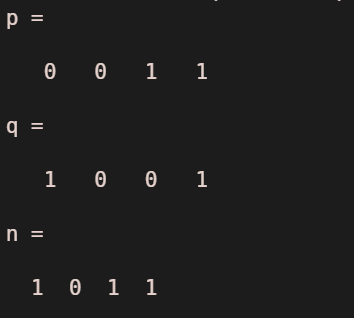 p =
0 0 1 1
q =
1 0 0 1
n =
1 0 1 1